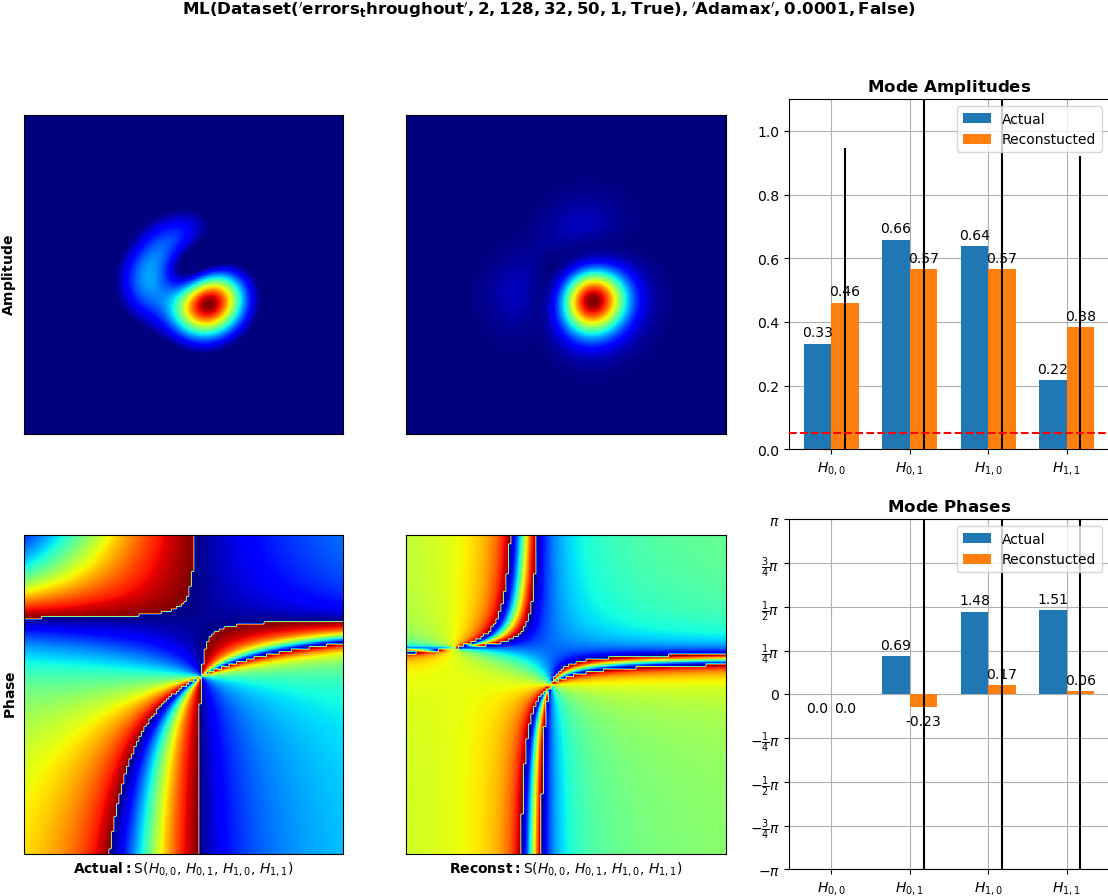 ML(Dataset('errors_throughout', 2, 128, 32, 50, 1, True), 'Adamax', 0.0001, False)
Amplitude
Mode Amplitudes
Actual
Reconstucted
1.0
0.8
0.6
0.4
0.2
0.0
0.33
0.46
0.66
0.57
0.64
0.57
0.22
0.38
H0,0
H0,1
H1,0
H1,1
Phase
Actual: S(H0,0, H0,1, H1,0, H1,1)
Reconst: S(H0,0, H0,1, H1,0, H1,1)
Mode Phases
Actual
Reconstucted
π
3/4π
1/2π
1/4π
0
−1/4π
−1/2π
−3/4π
−π
0.0
0.0
0.69
-0.23
1.48
0.17
1.51
0.06
H0,0
H0,1
H1,0
H1,1